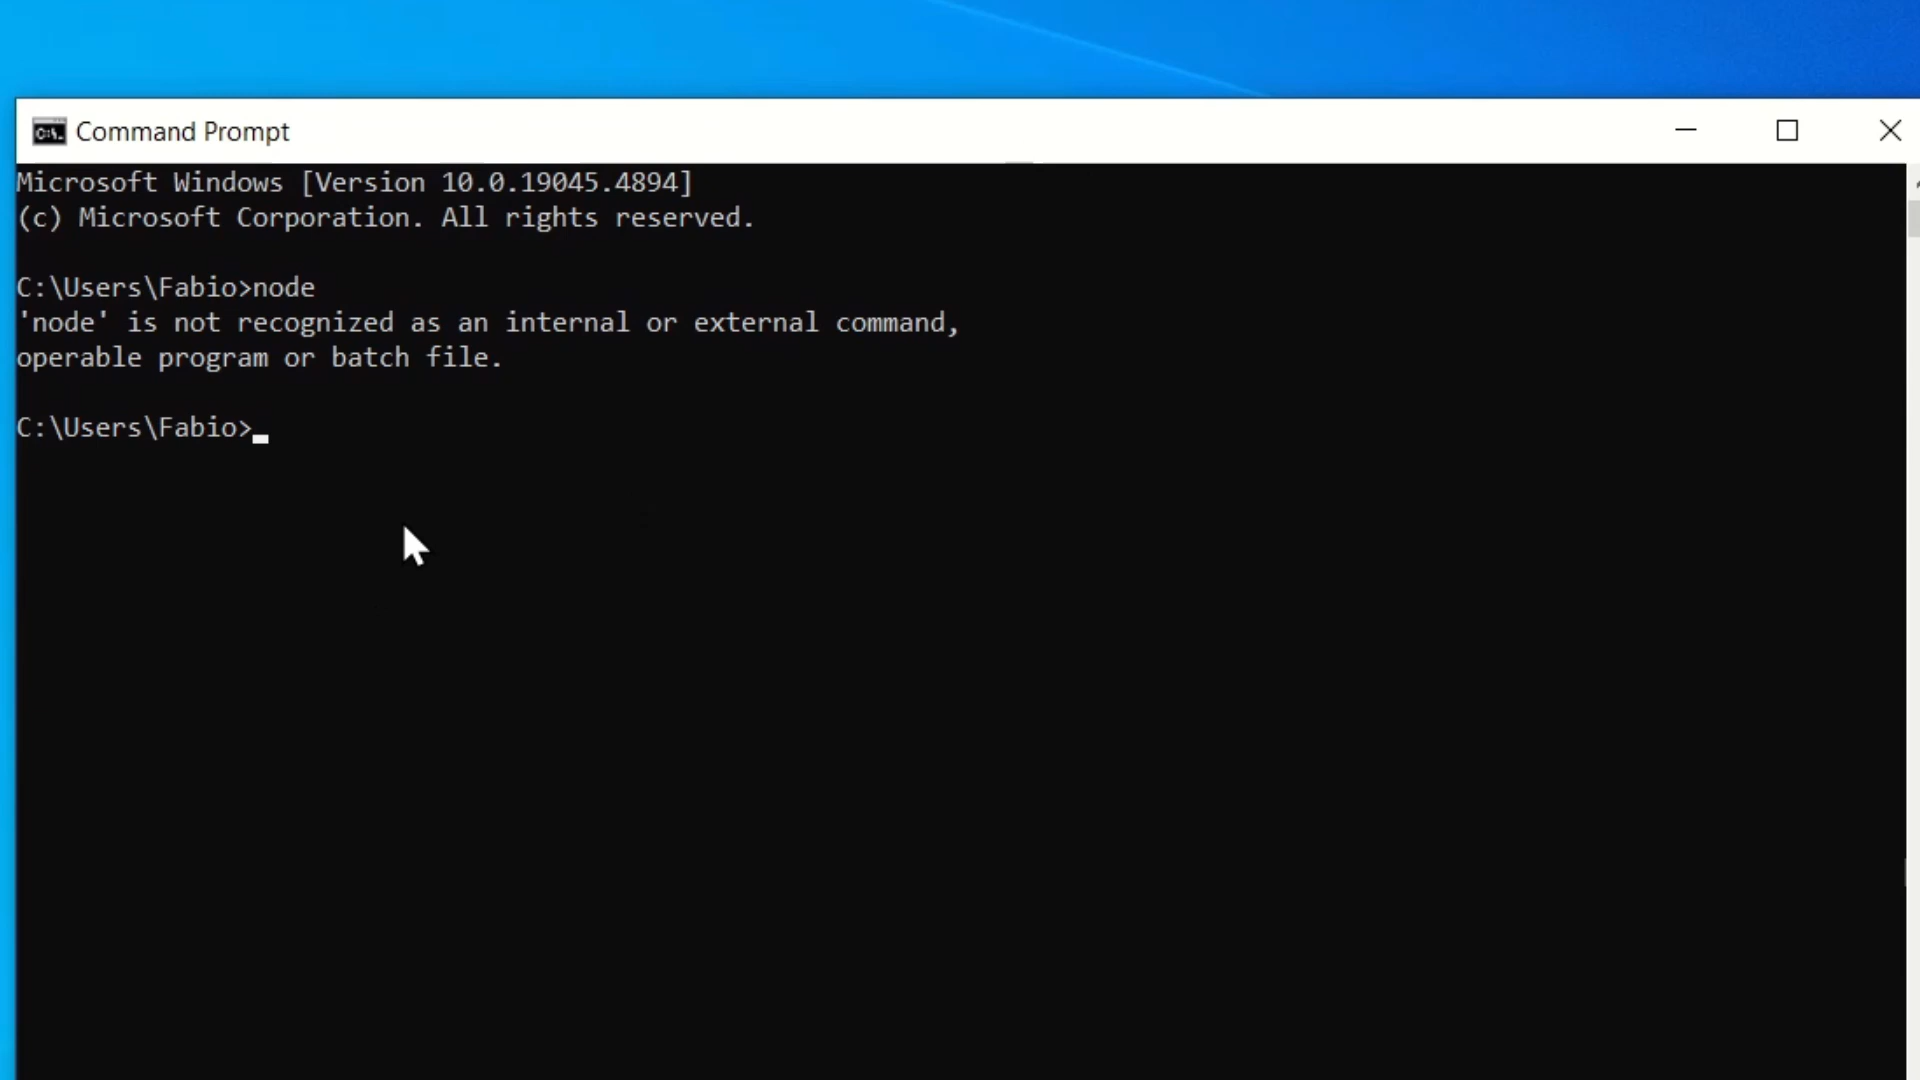 Command Prompt
Microsoft Windows [Version 10.0.19045.4894]
(c) Microsoft Corporation. All rights reserved.
C:\Users\Fabio>node
'node' is not recognized as an internal or external command,
operable program or batch file.
C:\Users\Fabio>